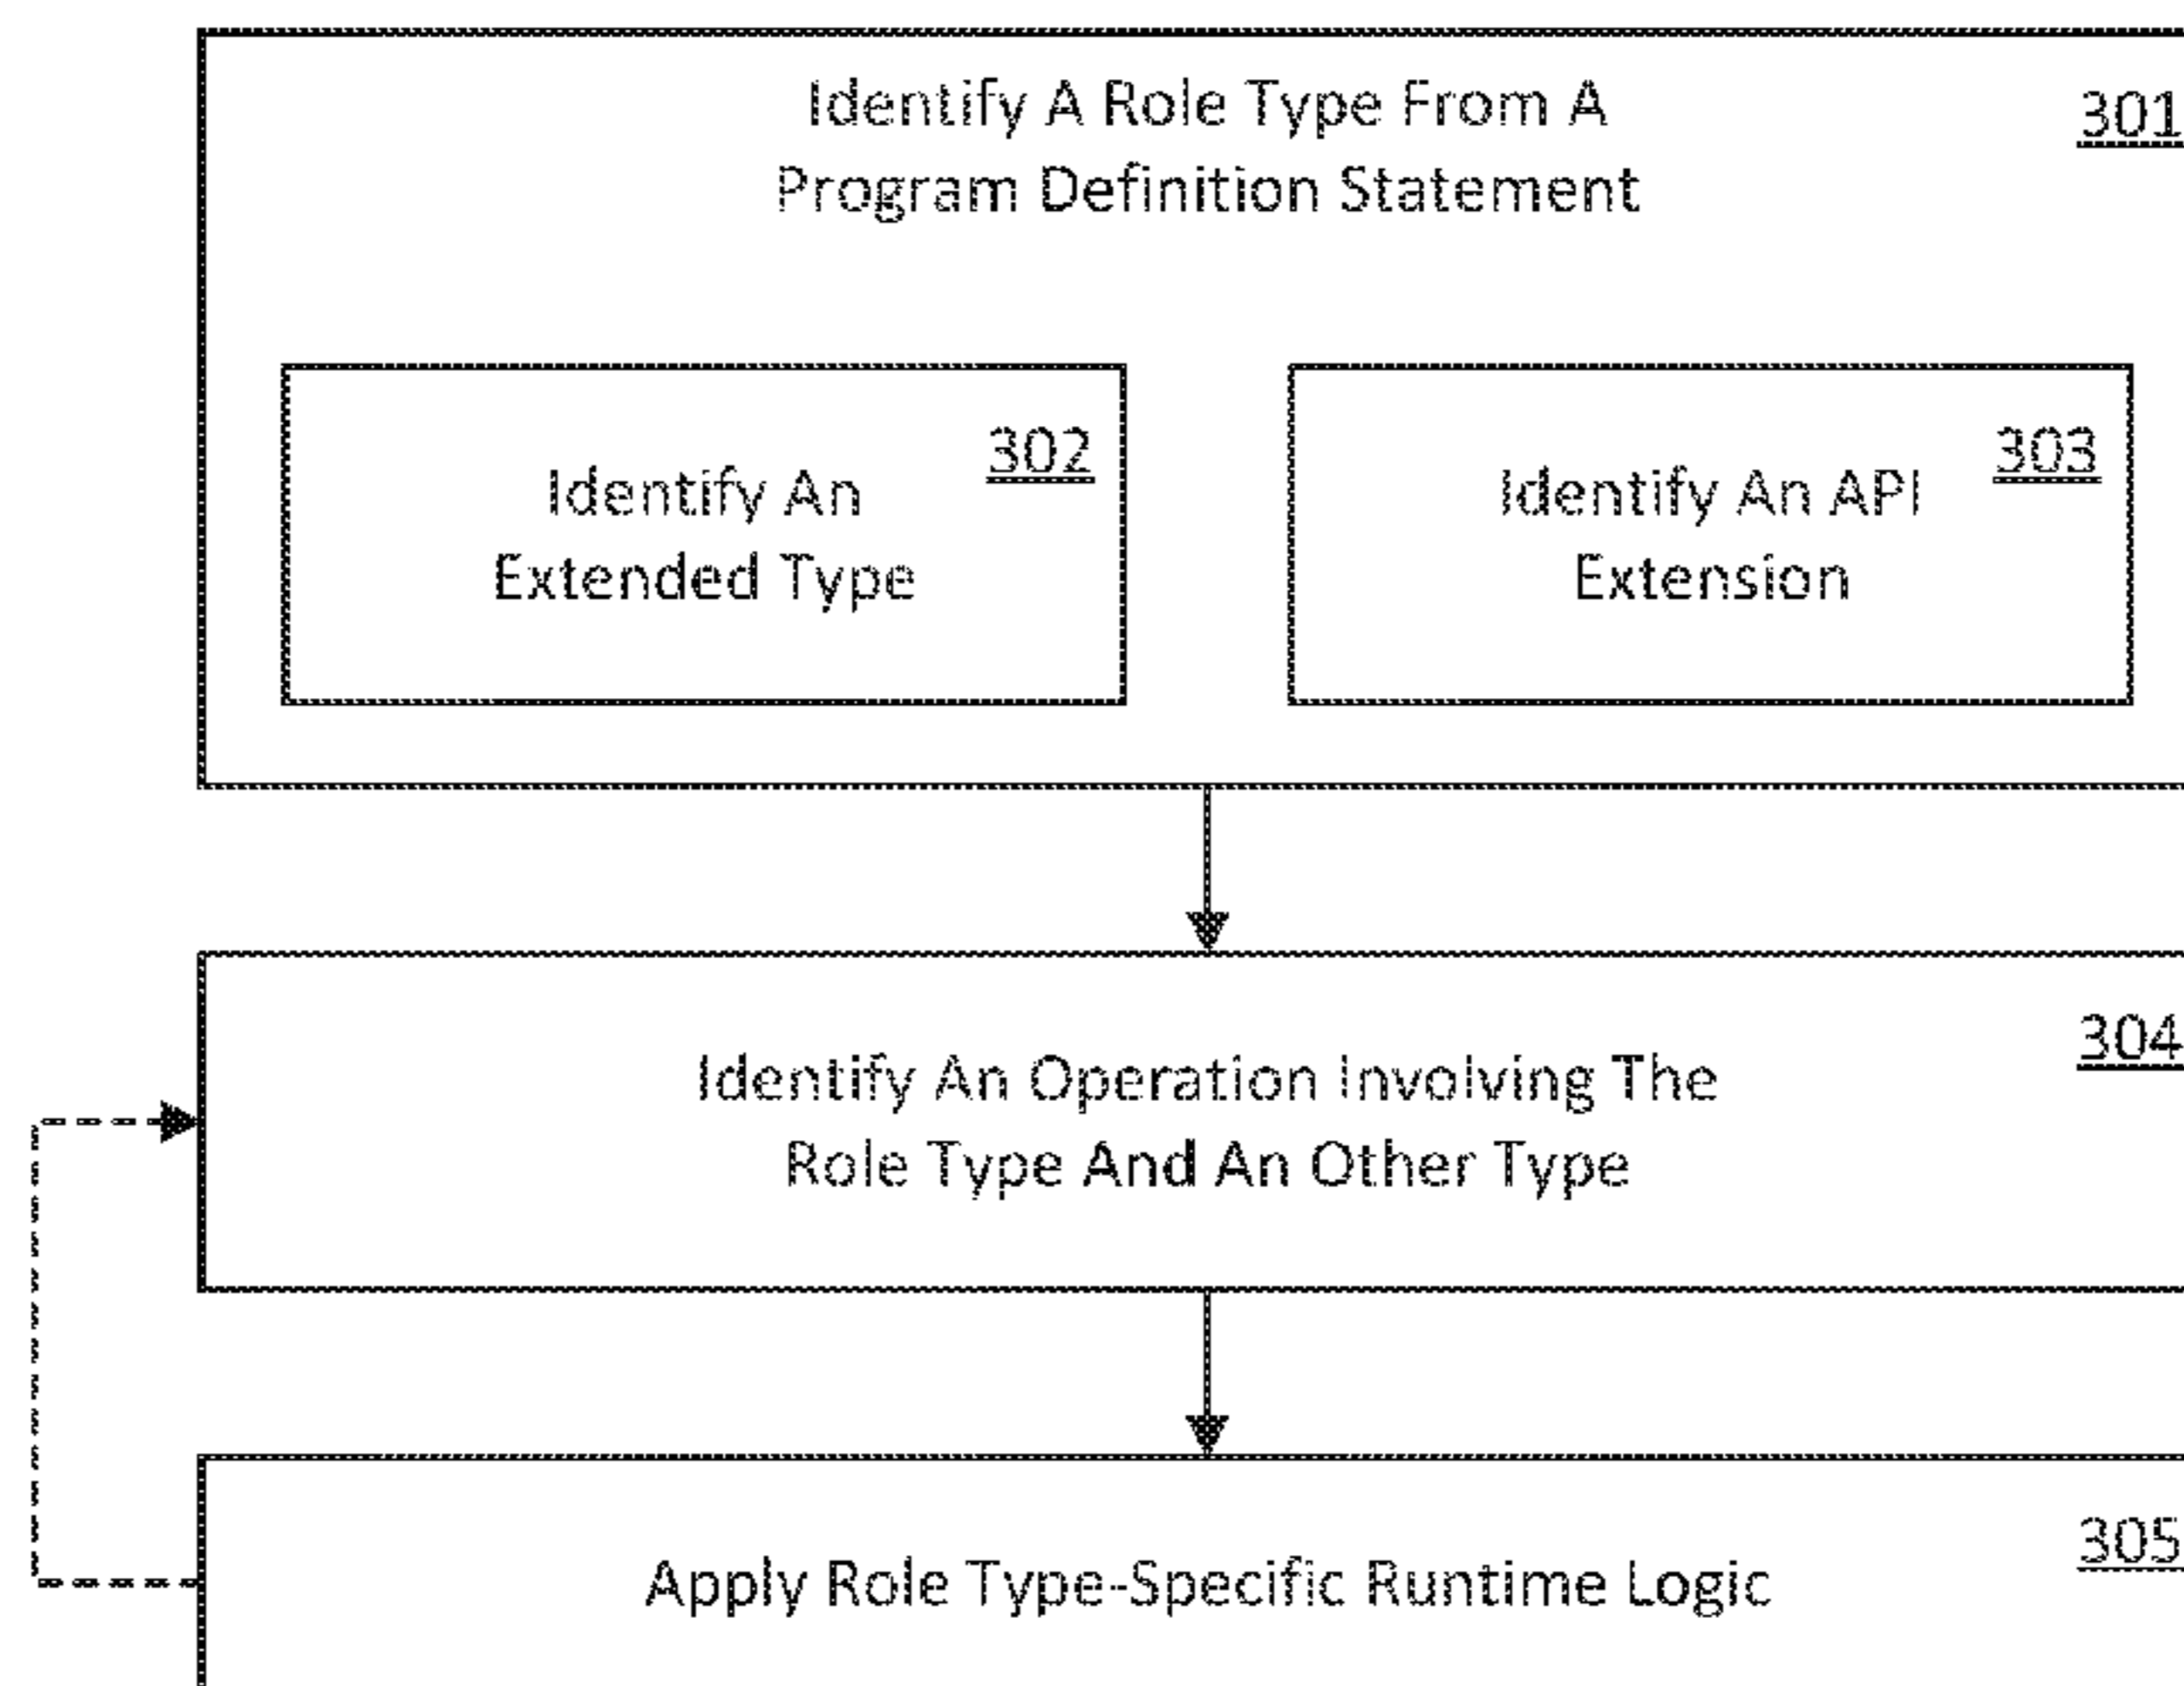 Identify A Role Type From A
301
Program Definition Statement
302
Identify An
Extended Type
303
Identify An API
Extension
304
Identify An Operation Involving The
Role Type And An Other Type
305
Apply Role Type-Specific Runtime Logic